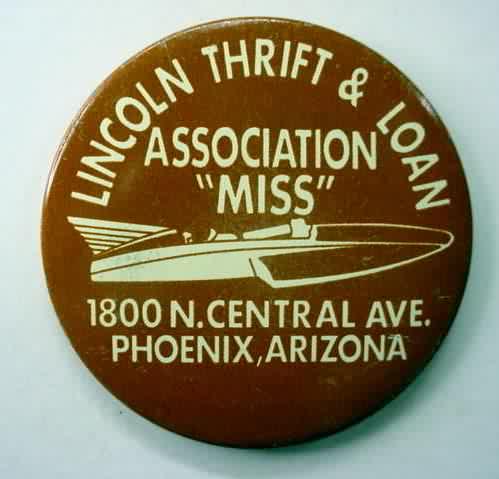 LINCOLN THRIFT & LOAN
ASSOCIATION
"MISS"
1800 N. CENTRAL AVE.
PHOENIX, ARIZONA